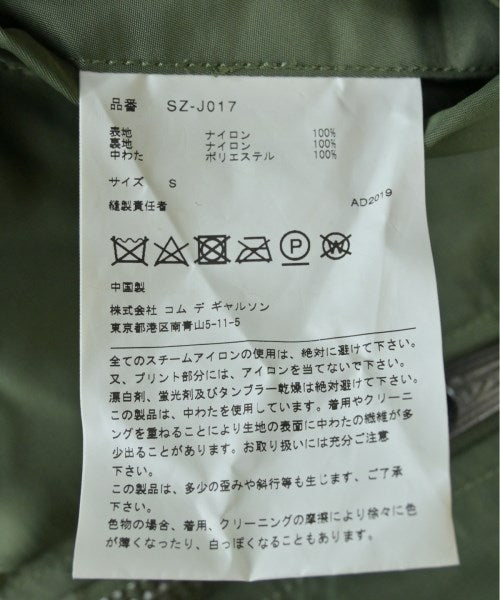 品番 SZ-J017
表地 ナイロン 100%
裏地 ナイロン 100%
中わた ポリエステル 100%
サイズ S
縫製責任者 AD2019
P W
中国製
株式会社 コム デ ギャルソン
東京都港区南青山5-11-5
全てのスチームアイロンの使用は、絶対に避けて下さい。
又、プリント部分には、アイロンを当てないで下さい。
漂白剤、蛍光剤及びタンブラー乾燥は絶対に避けて下さい。
この製品は、中わたを使用しています。着用やクリーニ
ングを重ねることにより生地の表面に中わたの繊維が多
少出ることがあります。お取り扱いには充分ご注意
下さい。
この製品は、多少の歪みや斜行等も生じます、ご了承
下さい。
色物の場合、着用、クリーニングの摩擦により徐々に色
が薄くなったり、白っぽくなることもあります。